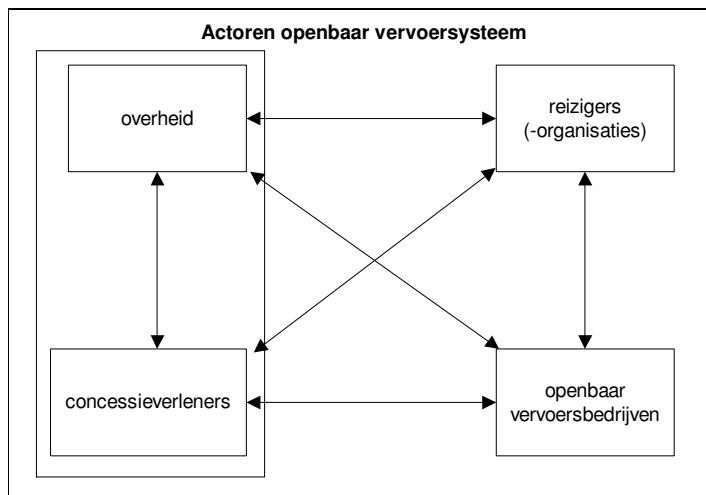 Actoren openbaar vervoersysteem
overheid
reizigers
(-organisaties)
concessieverleners
openbaar
vervoersbedrijven